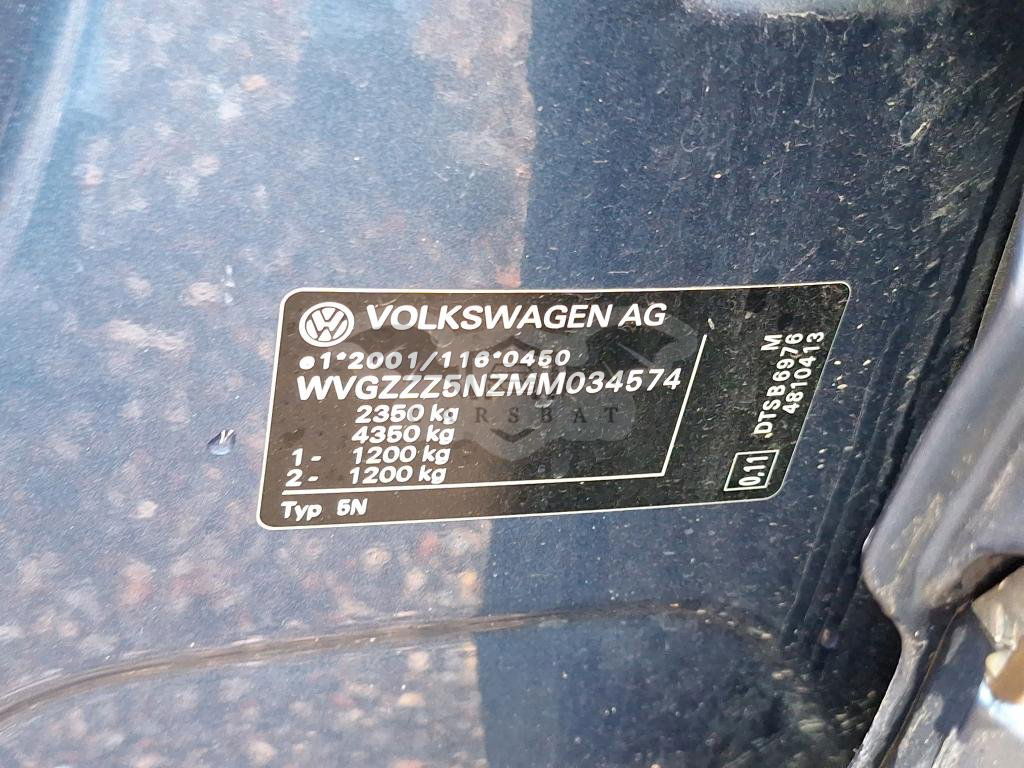 VOLKSWAGEN AG
e1*2001/116*0450
WVGZZZ5NZMM034574
2350 kg
4350 kg
1- 1200 kg
2- 1200 kg
Typ 5N
0,11
DTSB6976 M
4810413
RSBAT